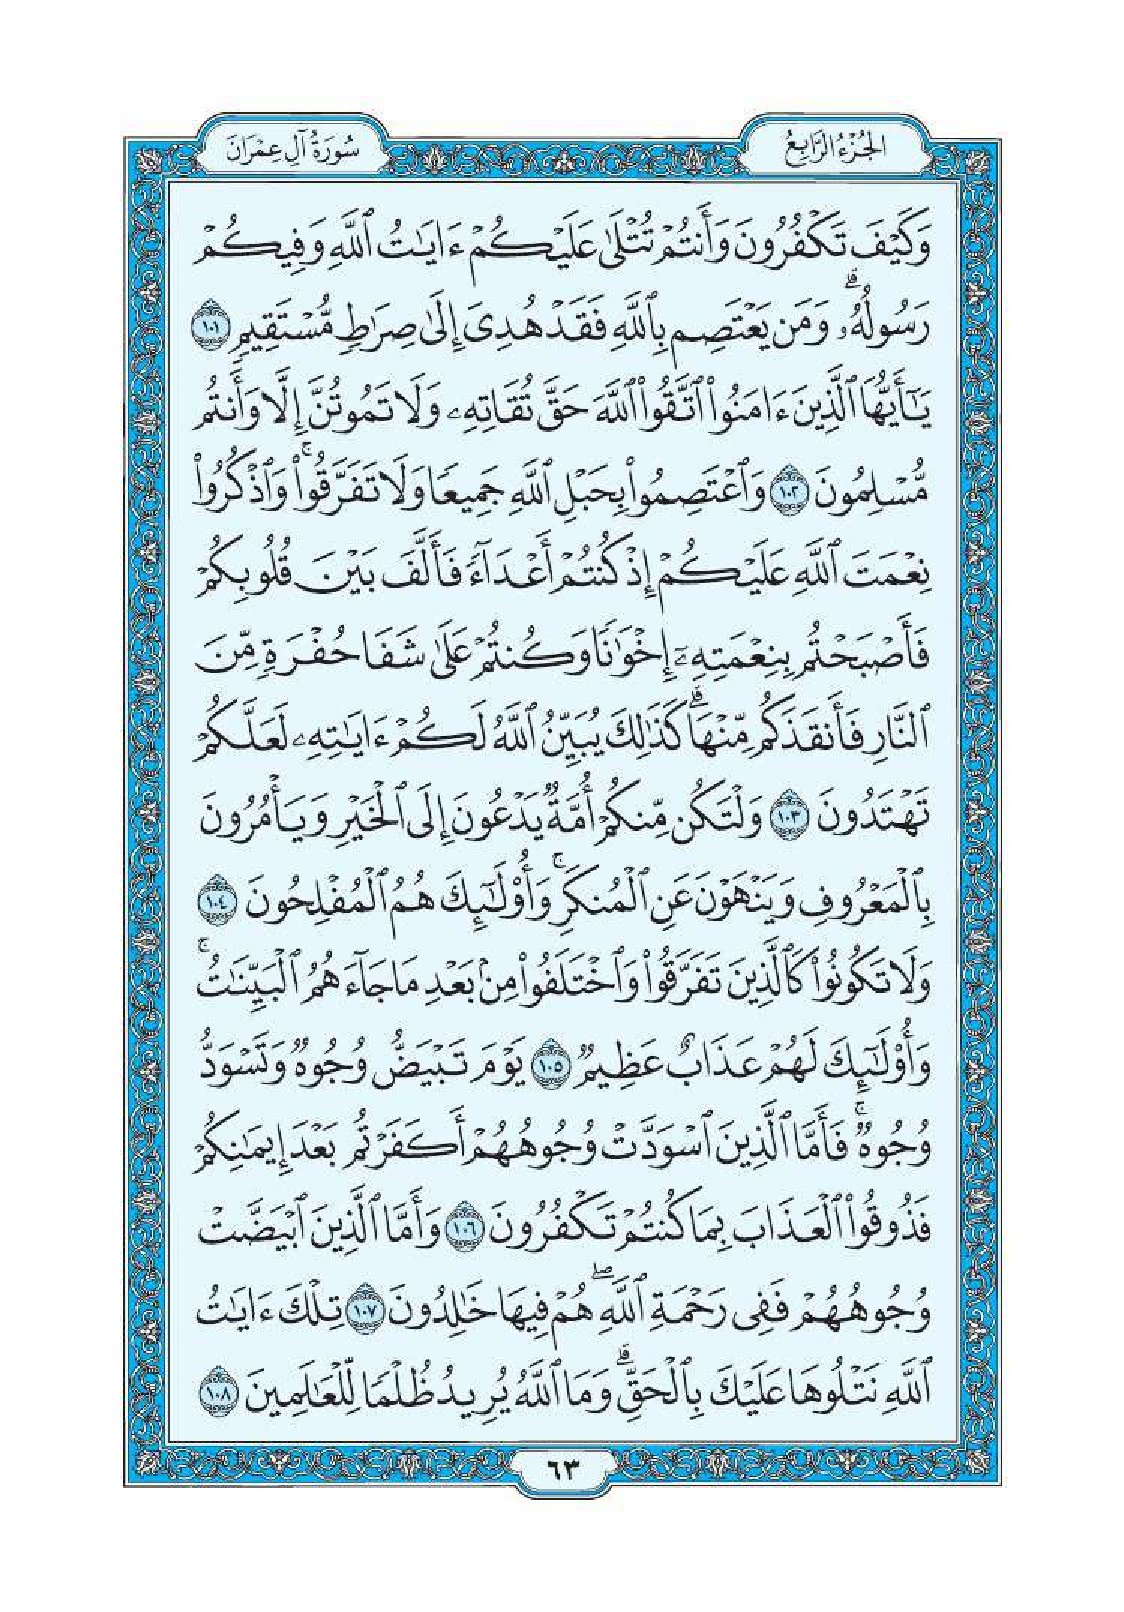 الجُزْءُ الرَّابِعُ
سُورَةُ آلِ عِمْرَانَ
وَكَيْفَ تَكْفُرُونَ وَأَنتُمْ تُتْلَىٰ عَلَيْكُمْ ءَايَـٰتُ ٱللَّهِ وَفِيكُمْ
رَسُولُهُۥ ۗ وَمَن يَعْتَصِم بِٱللَّهِ فَقَدْ هُدِىَ إِلَىٰ صِرَٰطٍ مُّسْتَقِيمٍ ١٠١
يَـٰٓأَيُّهَا ٱلَّذِينَ ءَامَنُوا۟ ٱتَّقُوا۟ ٱللَّهَ حَقَّ تُقَاتِهِۦ وَلَا تَمُوتُنَّ إِلَّا وَأَنتُم
مُّسْلِمُونَ ١٠٢ وَٱعْتَصِمُوا۟ بِحَبْلِ ٱللَّهِ جَمِيعًا وَلَا تَفَرَّقُوا۟ ۚ وَٱذْكُرُوا۟
نِعْمَتَ ٱللَّهِ عَلَيْكُمْ إِذْ كُنتُمْ أَعْدَآءً فَأَلَّفَ بَيْنَ قُلُوبِكُمْ
فَأَصْبَحْتُم بِنِعْمَتِهِۦٓ إِخْوَٰنًا وَكُنتُمْ عَلَىٰ شَفَا حُفْرَةٍ مِّنَ
ٱلنَّارِ فَأَنقَذَكُم مِّنْهَا ۗ كَذَٰلِكَ يُبَيِّنُ ٱللَّهُ لَكُمْ ءَايَـٰتِهِۦ لَعَلَّكُمْ
تَهْتَدُونَ ١٠٣ وَلْتَكُن مِّنكُمْ أُمَّةٌ يَدْعُونَ إِلَى ٱلْخَيْرِ وَيَأْمُرُونَ
بِٱلْمَعْرُوفِ وَيَنْهَوْنَ عَنِ ٱلْمُنكَرِ ۚ وَأُو۟لَـٰٓئِكَ هُمُ ٱلْمُفْلِحُونَ ١٠٤
وَلَا تَكُونُوا۟ كَٱلَّذِينَ تَفَرَّقُوا۟ وَٱخْتَلَفُوا۟ مِنۢ بَعْدِ مَا جَآءَهُمُ ٱلْبَيِّنَـٰتُ ۚ
وَأُو۟لَـٰٓئِكَ لَهُمْ عَذَابٌ عَظِيمٌ ١٠٥ يَوْمَ تَبْيَضُّ وُجُوهٌ وَتَسْوَدُّ
وُجُوهٌ ۚ فَأَمَّا ٱلَّذِينَ ٱسْوَدَّتْ وُجُوهُهُمْ أَكَفَرْتُم بَعْدَ إِيمَـٰنِكُمْ
فَذُوقُوا۟ ٱلْعَذَابَ بِمَا كُنتُمْ تَكْفُرُونَ ١٠٦ وَأَمَّا ٱلَّذِينَ ٱبْيَضَّتْ
وُجُوهُهُمْ فَفِى رَحْمَةِ ٱللَّهِ ۖ هُمْ فِيهَا خَـٰلِدُونَ ١٠٧ تِلْكَ ءَايَـٰتُ
ٱللَّهِ نَتْلُوهَا عَلَيْكَ بِٱلْحَقِّ ۗ وَمَا ٱللَّهُ يُرِيدُ ظُلْمًا لِّلْعَـٰلَمِينَ ١٠٨
٦٣